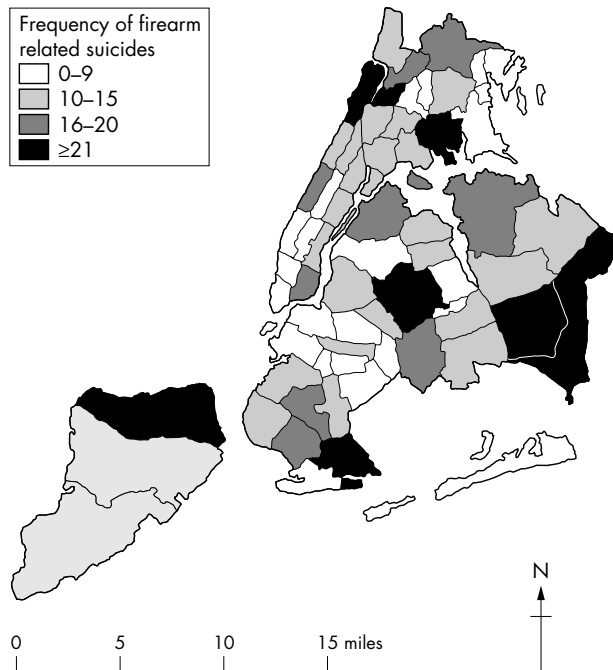 Frequency of firearm
related suicides
0–9
10–15
16–20
≥21
N
0 5 10 15 miles